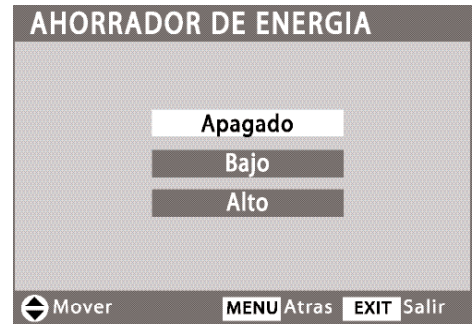 AHORRADOR DE ENERGIA
Apagado
Bajo
Alto
Mover MENU Atras EXIT Salir